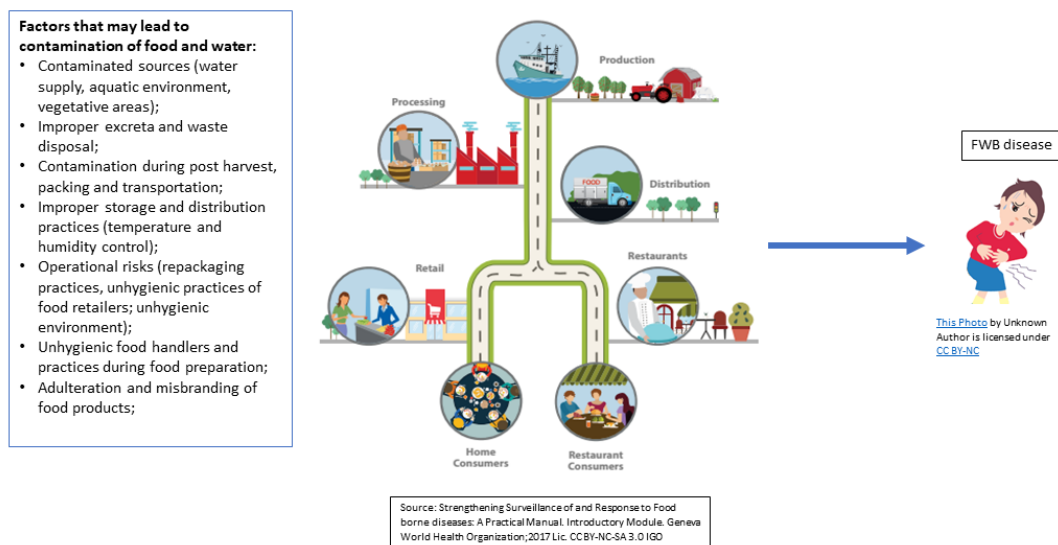 Factors that may lead to
contamination of food and water:
• Contaminated sources (water
supply, aquatic environment,
vegetative areas);
• Improper excreta and waste
disposal;
• Contamination during post harvest,
packing and transportation;
• Improper storage and distribution
practices (temperature and
humidity control);
• Operational risks (repackaging
practices, unhygienic practices of
food retailers; unhygienic
environment);
• Unhygienic food handlers and
practices during food preparation;
• Adulteration and misbranding of
food products;
Production
Processing
FOOD
Distribution
Retail
Restaurants
Home
Consumers
Restaurant
Consumers
FWB disease
This Photo by Unknown
Author is licensed under
CC BY-NC
Source: Strengthening Surveillance of and Response to Food
borne diseases: A Practical Manual. Introductory Module. Geneva
World Health Organization;2017 Lic. CCBY-NC-SA 3.0 IGO